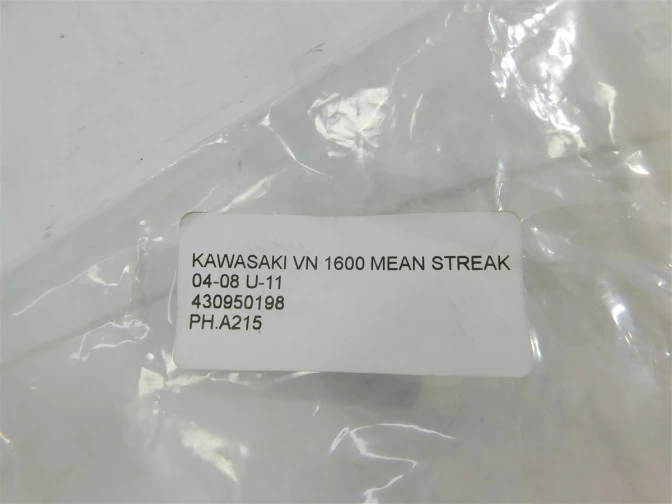 KAWASAKI VN 1600 MEAN STREAK
04-08 U-11
430950198
PH.A215